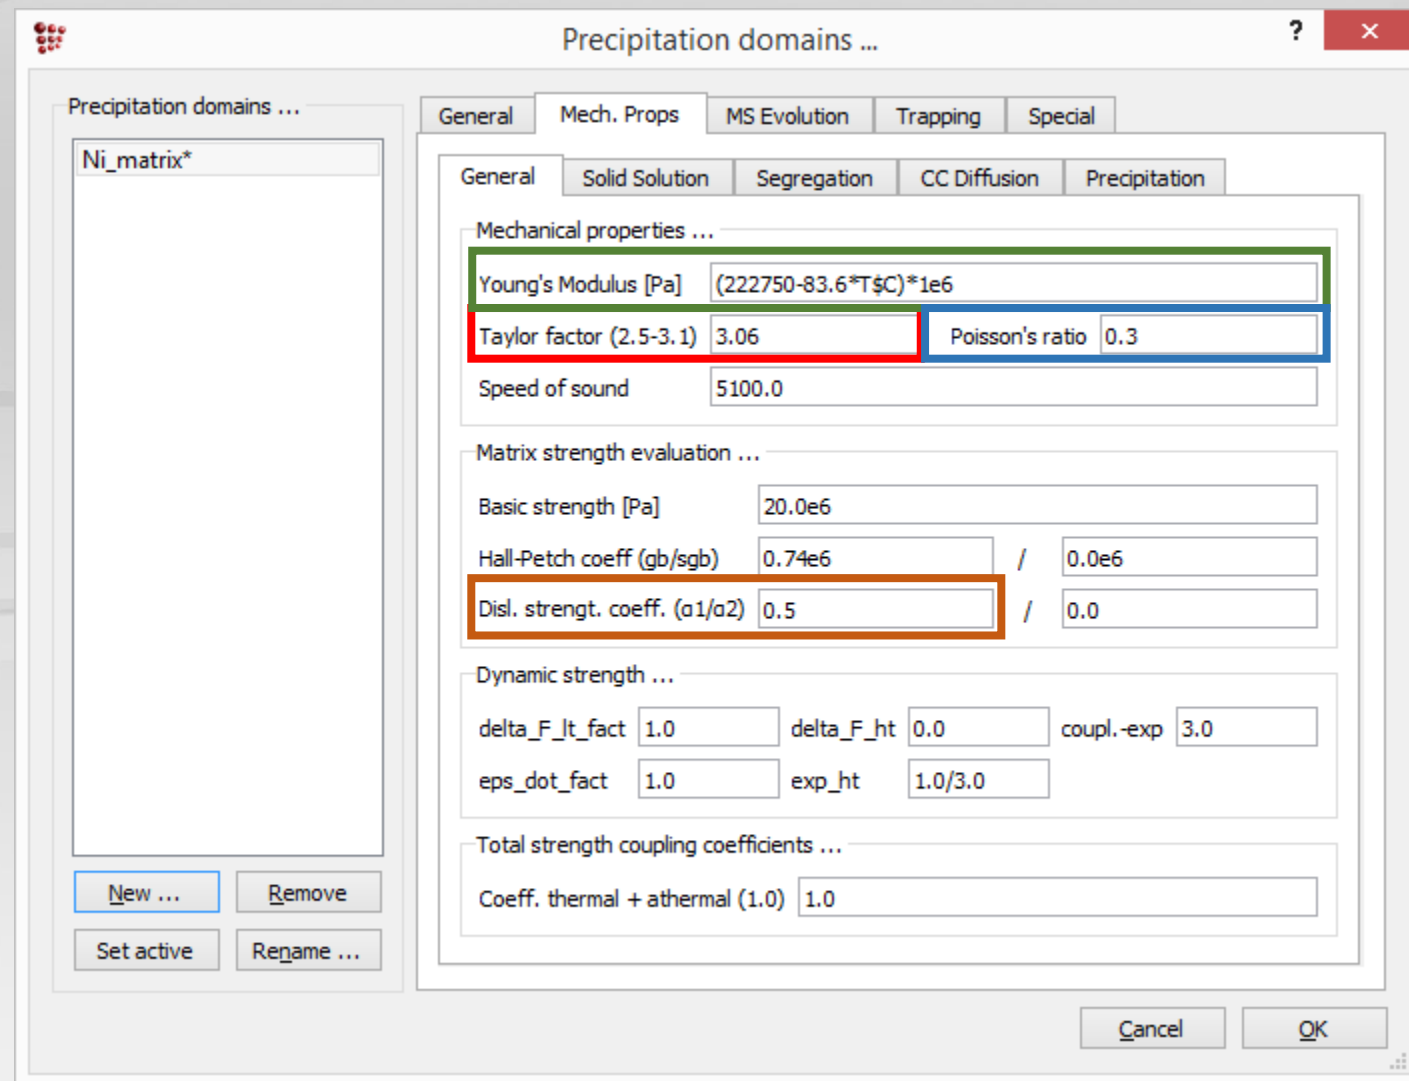 Precipitation domains ...
?
Precipitation domains ...
Ni_matrix*
New ...
Remove
Set active
Rename ...
General
Mech. Props
MS Evolution
Trapping
Special
General
Solid Solution
Segregation
CC Diffusion
Precipitation
Mechanical properties ...
Young's Modulus [Pa] (222750-83.6*T$C)*1e6
Taylor factor (2.5-3.1) 3.06 Poisson's ratio 0.3
Speed of sound 5100.0
Matrix strength evaluation ...
Basic strength [Pa] 20.0e6
Hall-Petch coeff (gb/sgb) 0.74e6 / 0.0e6
Disl. strengt. coeff. (α1/α2) 0.5 / 0.0
Dynamic strength ...
delta_F_lt_fact 1.0 delta_F_ht 0.0 coupl.-exp 3.0
eps_dot_fact 1.0 exp_ht 1.0/3.0
Total strength coupling coefficients ...
Coeff. thermal + athermal (1.0) 1.0
Cancel
OK